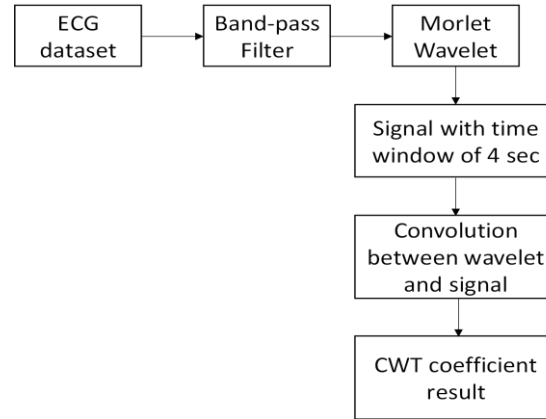 ECG
dataset
Band-pass
Filter
Morlet
Wavelet
Signal with time
window of 4 sec
Convolution
between wavelet
and signal
CWT coefficient
result